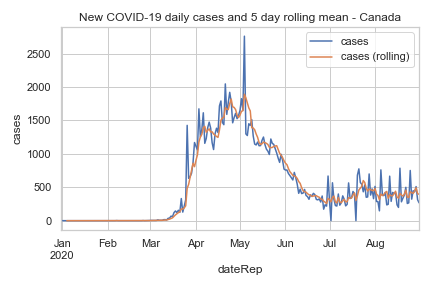 New COVID-19 daily cases and 5 day rolling mean - Canada
cases
cases (rolling)
cases
2500
2000
1500
1000
500
0
Jan
2020
Feb
Mar
Apr
May
Jun
Jul
Aug
dateRep